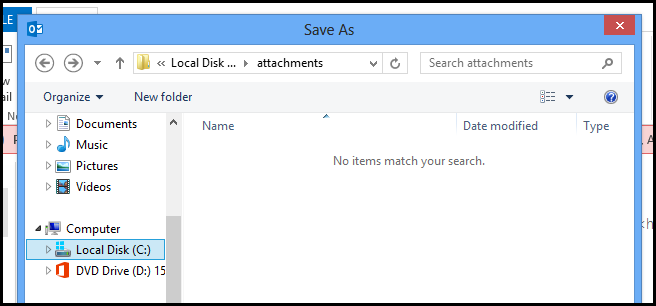 LE
Save As
Local Disk ... attachments
Search attachments
Organize
New folder
Name
Date modified
Type
No items match your search.
Documents
Music
Pictures
Videos
Computer
Local Disk (C:)
DVD Drive (D:) 15